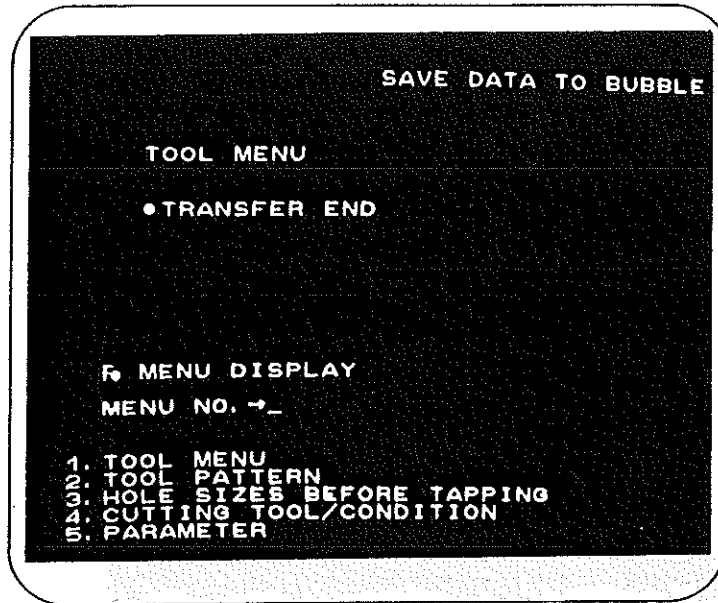 SAVE DATA TO BUBBLE
TOOL MENU
•TRANSFER END
MENU DISPLAY
MENU NO. →_
1. TOOL MENU
2. TOOL PATTERN
3. HOLE SIZES BEFORE TAPPING
4. CUTTING TOOL/CONDITION
5. PARAMETER